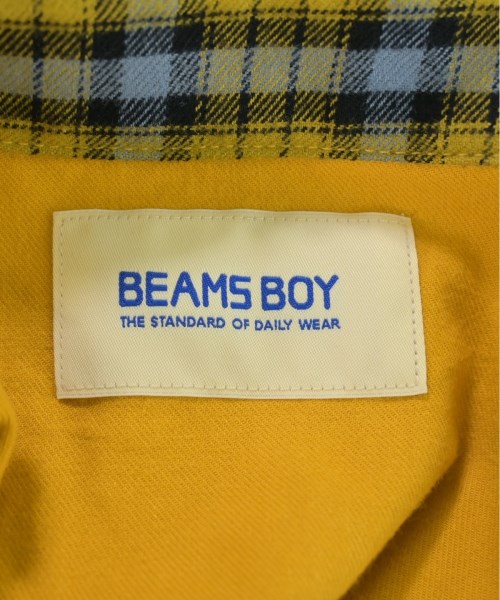 BEAMS BOY
THE STANDARD OF DAILY WEAR